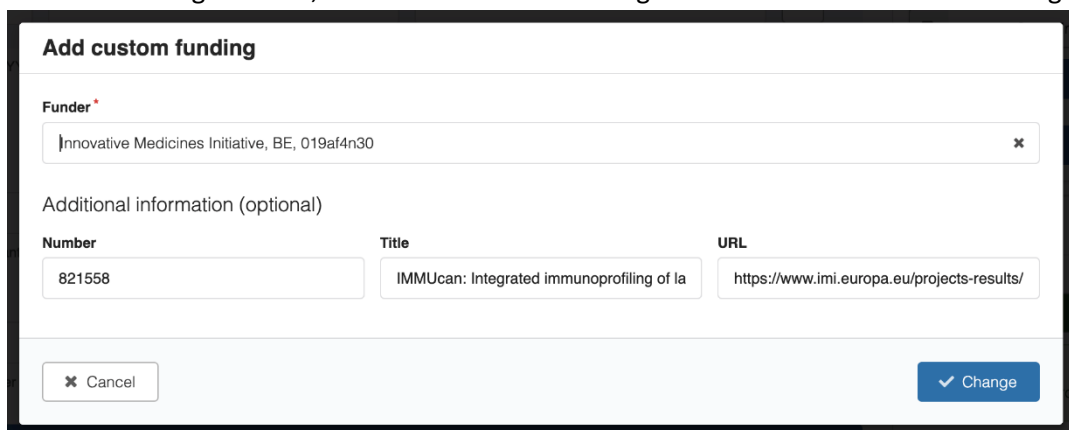 Add custom funding
Funder *
Innovative Medicines Initiative, BE, 019af4n30
Additional information (optional)
Number Title URL
821558 IMMUcan: Integrated immunoprofiling of la https://www.imi.europa.eu/projects-results/
Cancel Change